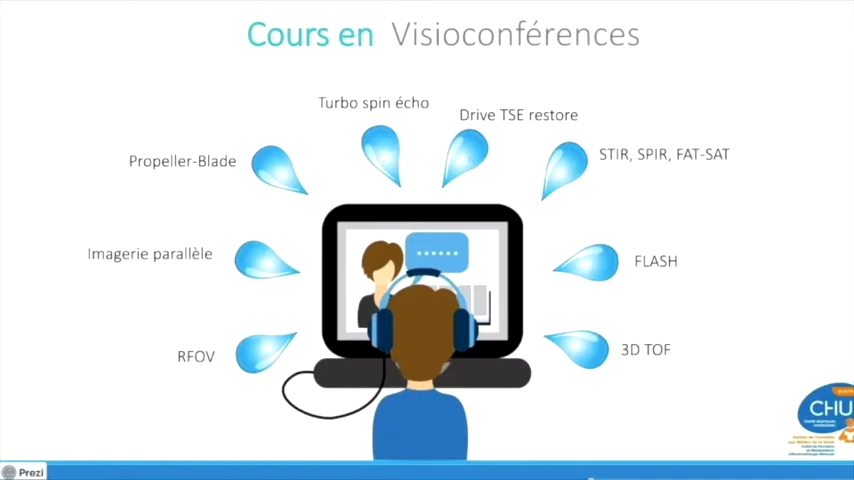 Cours en Visioconférences
Turbo spin écho
Drive TSE restore
Propeller-Blade
STIR, SPIR, FAT-SAT
Imagerie parallèle
FLASH
RFOV
3D TOF
CHU
Prezi